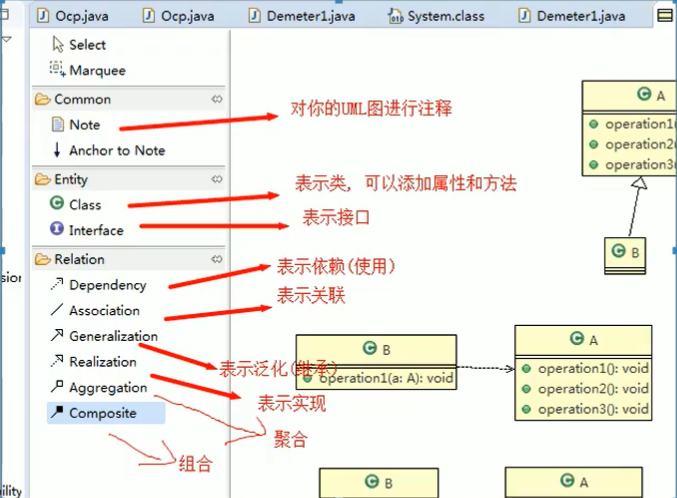 Ocp.java
Ocp.java
Demeter1.java
System.class
Demeter1.java
Select
Marquee
Common
Note
对你的UML图进行注释
Anchor to Note
Entity
Class
表示类, 可以添加属性和方法
Interface
表示接口
Relation
Dependency
表示依赖(使用)
Association
表示关联
Generalization
表示泛化(继承)
Realization
表示实现
Aggregation
聚合
Composite
组合
A
operation1(
operation2(
operation3(
B
B
operation1(a: A): void
A
operation1(): void
operation2(): void
operation3(): void
B
A
sion
ility